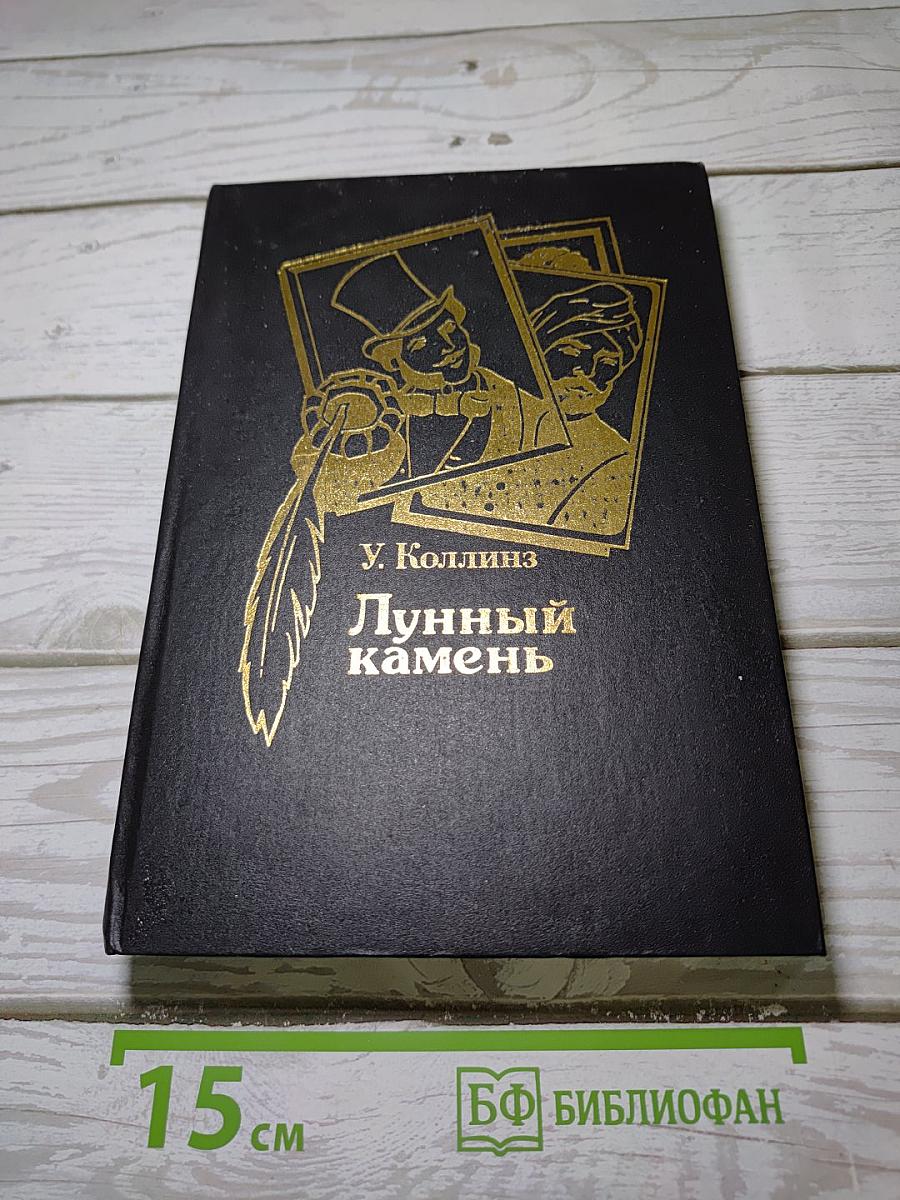 У. Коллинз
Лунный
камень
15 см
БФ БИБЛИОФАН